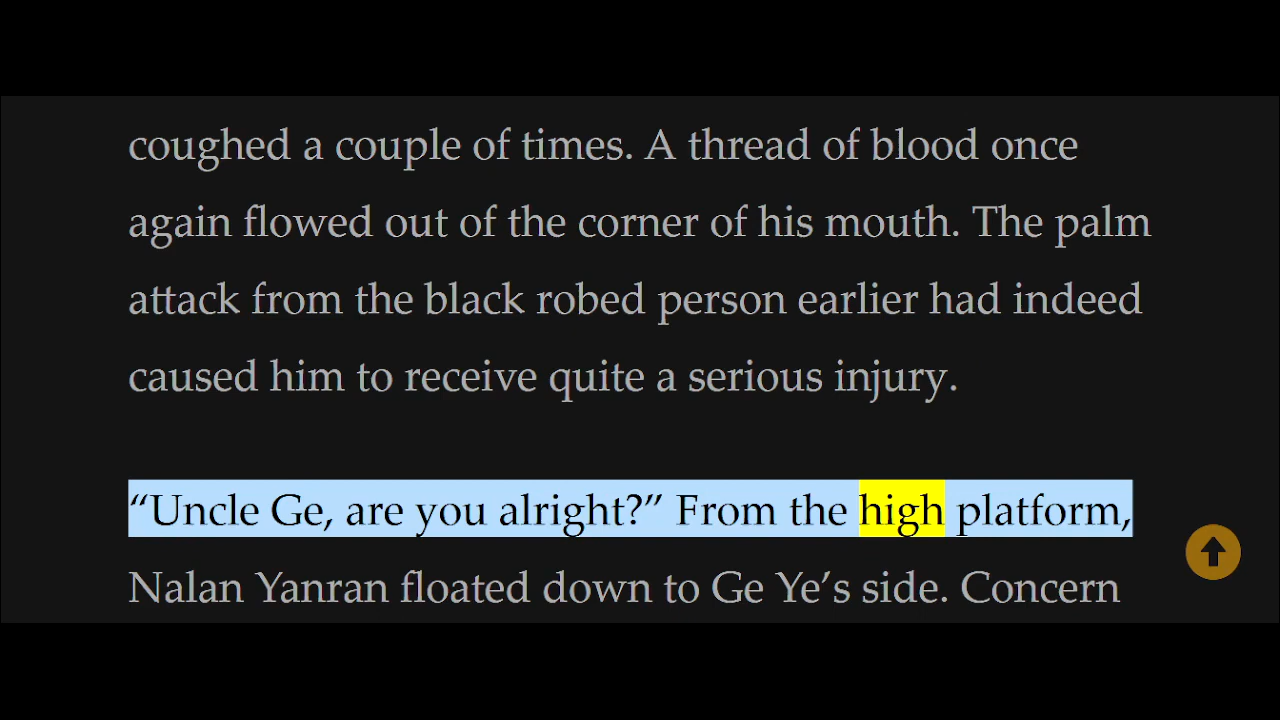 coughed a couple of times. A thread of blood once
again flowed out of the corner of his mouth. The palm
attack from the black robed person earlier had indeed
caused him to receive quite a serious injury.
“Uncle Ge, are you alright?” From the high platform,
Nalan Yanran floated down to Ge Ye’s side. Concern